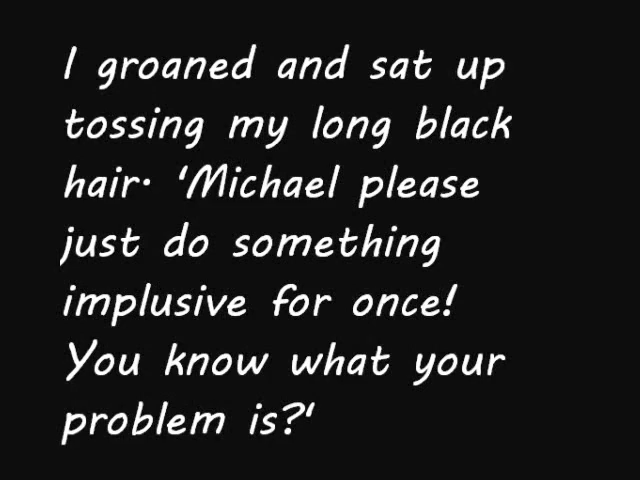 I groaned and sat up
tossing my long black
hair. 'Michael please
just do something
implusive for once!
You know what your
problem is?'